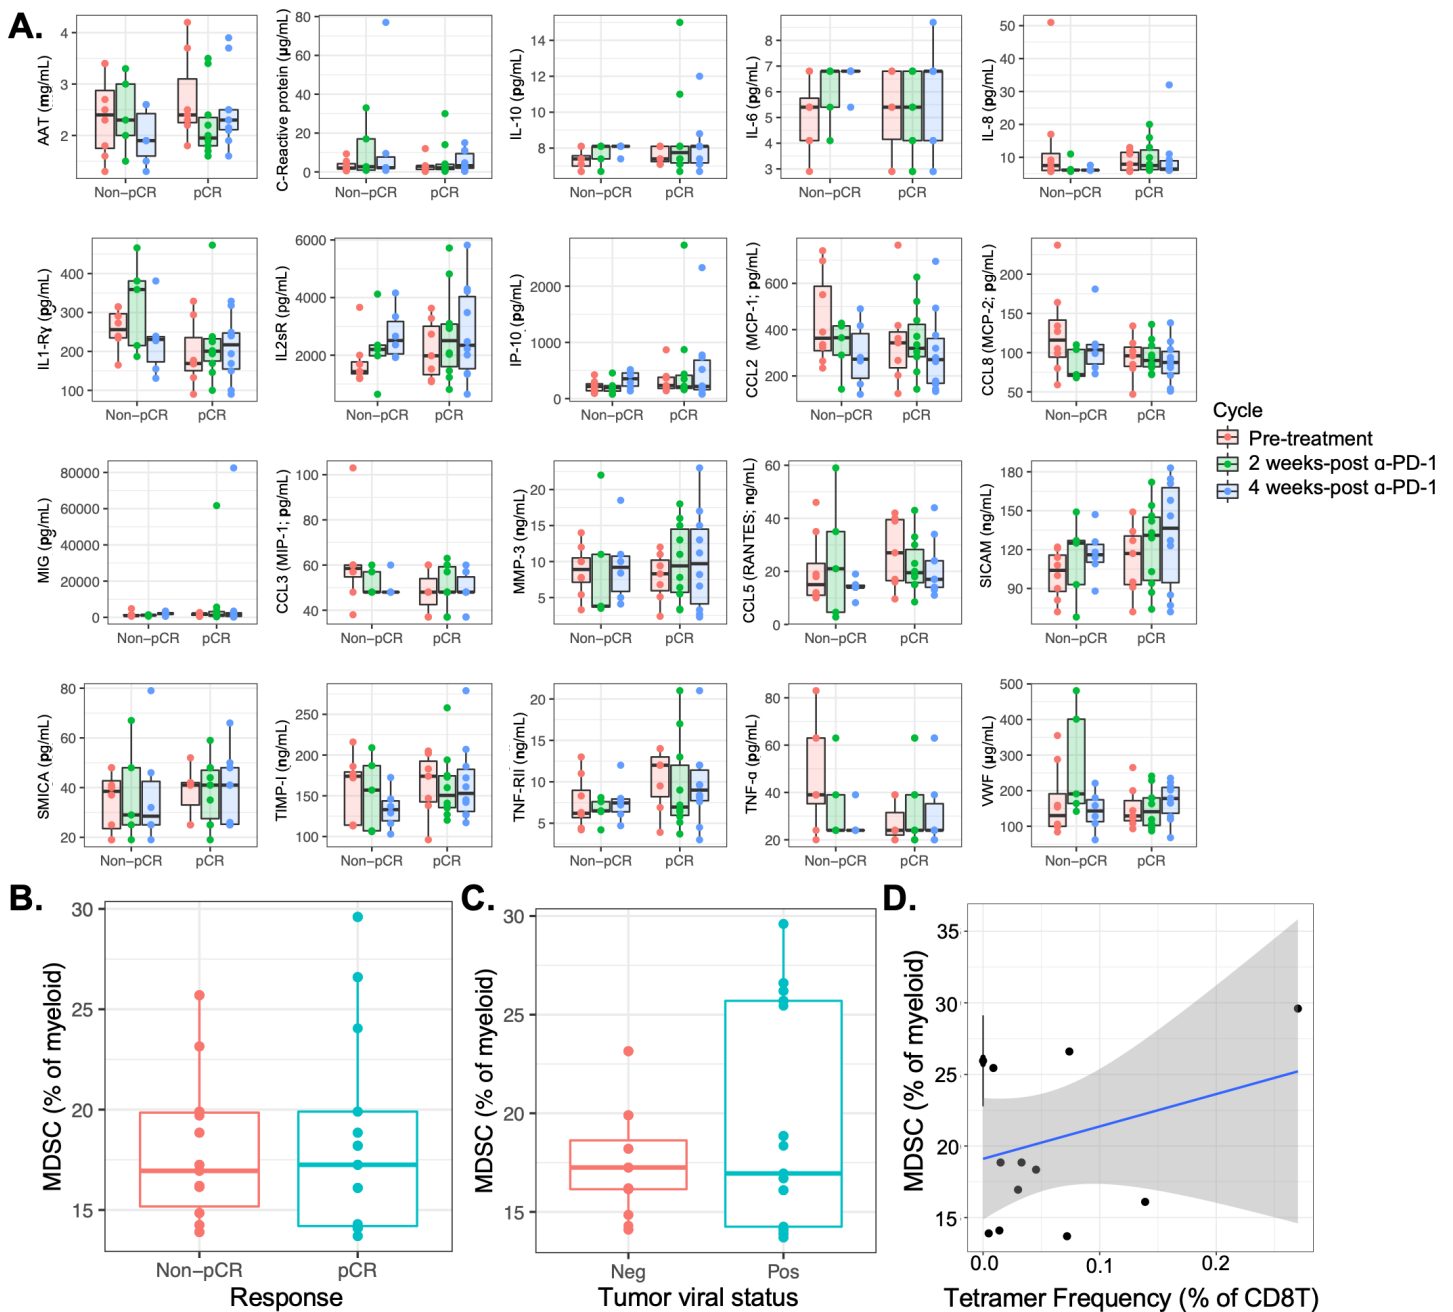 A.
AAT (mg/mL)
4
3
2
Non-pCR pCR
C-Reactive protein (µg/mL)
80
60
40
20
0
Non-pCR pCR
IL-10 (pg/mL)
14
12
10
8
Non-pCR pCR
IL-6 (pg/mL)
8
7
6
5
4
3
Non-pCR pCR
IL-8 (pg/mL)
50
40
30
20
10
Non-pCR pCR
IL1-Rγ (pg/mL)
400
300
200
100
Non-pCR pCR
IL2sR (pg/mL)
6000
4000
2000
Non-pCR pCR
IP-10 (pg/mL)
2000
1000
0
Non-pCR pCR
CCL2 (MCP-1; pg/mL)
600
400
200
Non-pCR pCR
CCL8 (MCP-2; pg/mL)
200
150
100
50
Non-pCR pCR
Cycle
Pre-treatment
2 weeks-post α-PD-1
4 weeks-post α-PD-1
MIG (pg/mL)
80000
60000
40000
20000
0
Non-pCR pCR
CCL3 (MIP-1; pg/mL)
100
80
60
40
Non-pCR pCR
MMP-3 (ng/mL)
20
15
10
5
Non-pCR pCR
CCL5 (RANTES; ng/mL)
60
40
20
0
Non-pCR pCR
SICAM (ng/mL)
180
150
120
90
Non-pCR pCR
SMICA (pg/mL)
80
60
40
20
Non-pCR pCR
TIMP-I (ng/mL)
250
200
150
100
Non-pCR pCR
TNF-RII (ng/mL)
20
15
10
5
Non-pCR pCR
TNF-α (pg/mL)
80
60
40
20
Non-pCR pCR
VWF (µg/mL)
500
400
300
200
100
Non-pCR pCR
B.
MDSC (% of myeloid)
30
25
20
15
Non-pCR pCR
Response
C.
MDSC (% of myeloid)
30
25
20
15
Neg Pos
Tumor viral status
D.
MDSC (% of myeloid)
35
30
25
20
15
0.0 0.1 0.2
Tetramer Frequency (% of CD8T)